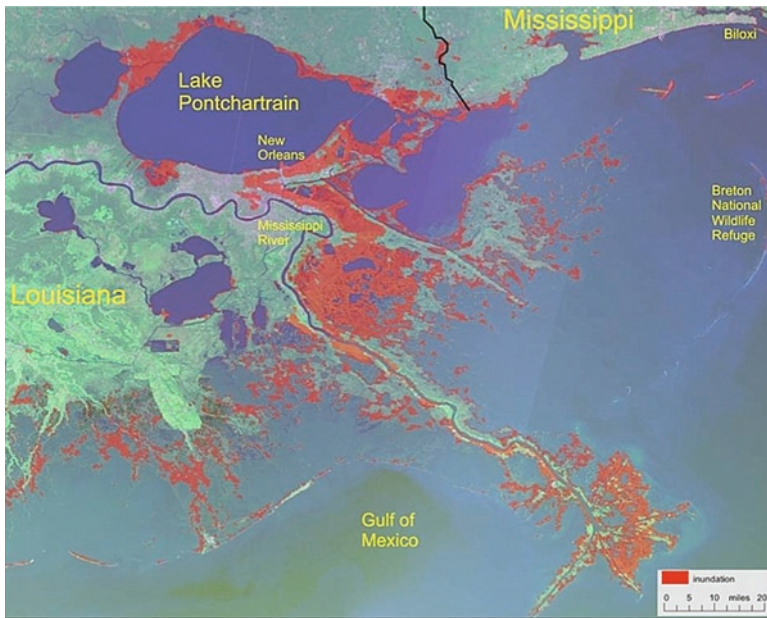 Mississippi
Biloxi
Lake
Pontchartrain
New
Orleans
Breton
National
Wildlife
Refuge
Mississippi
River
Louisiana
Gulf of
Mexico
inundation
0 5 10 miles 20